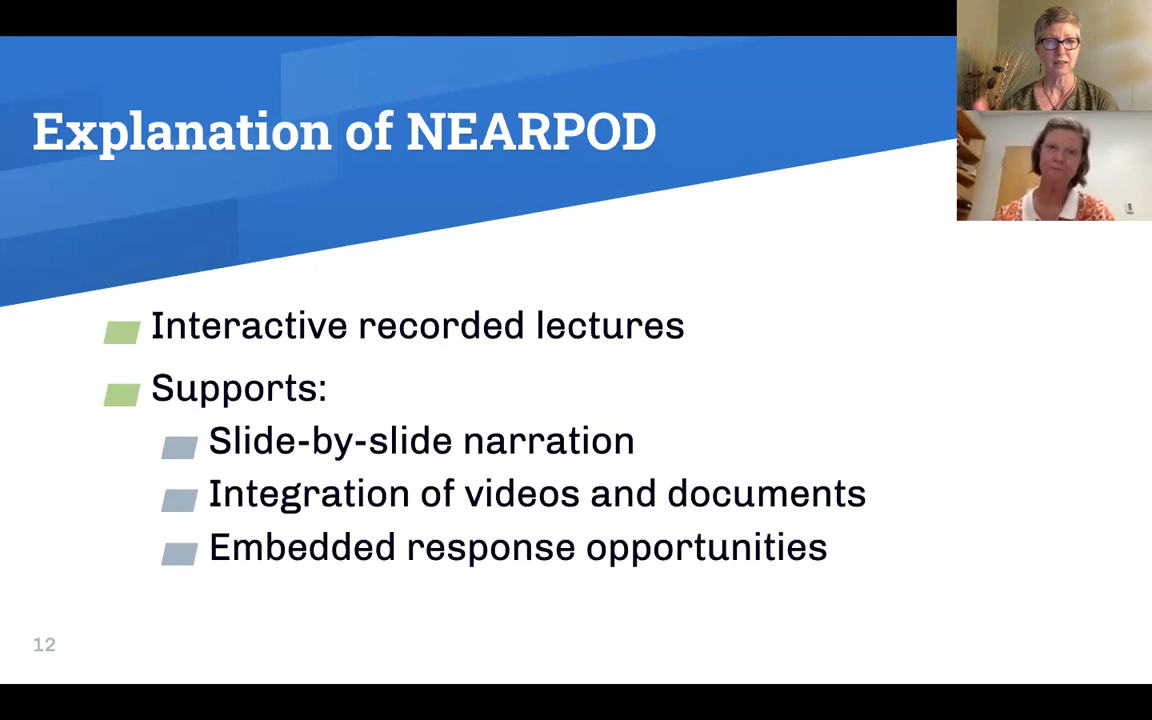 Explanation of NEARPOD
Interactive recorded lectures
Supports:
Slide-by-slide narration
Integration of videos and documents
Embedded response opportunities
12